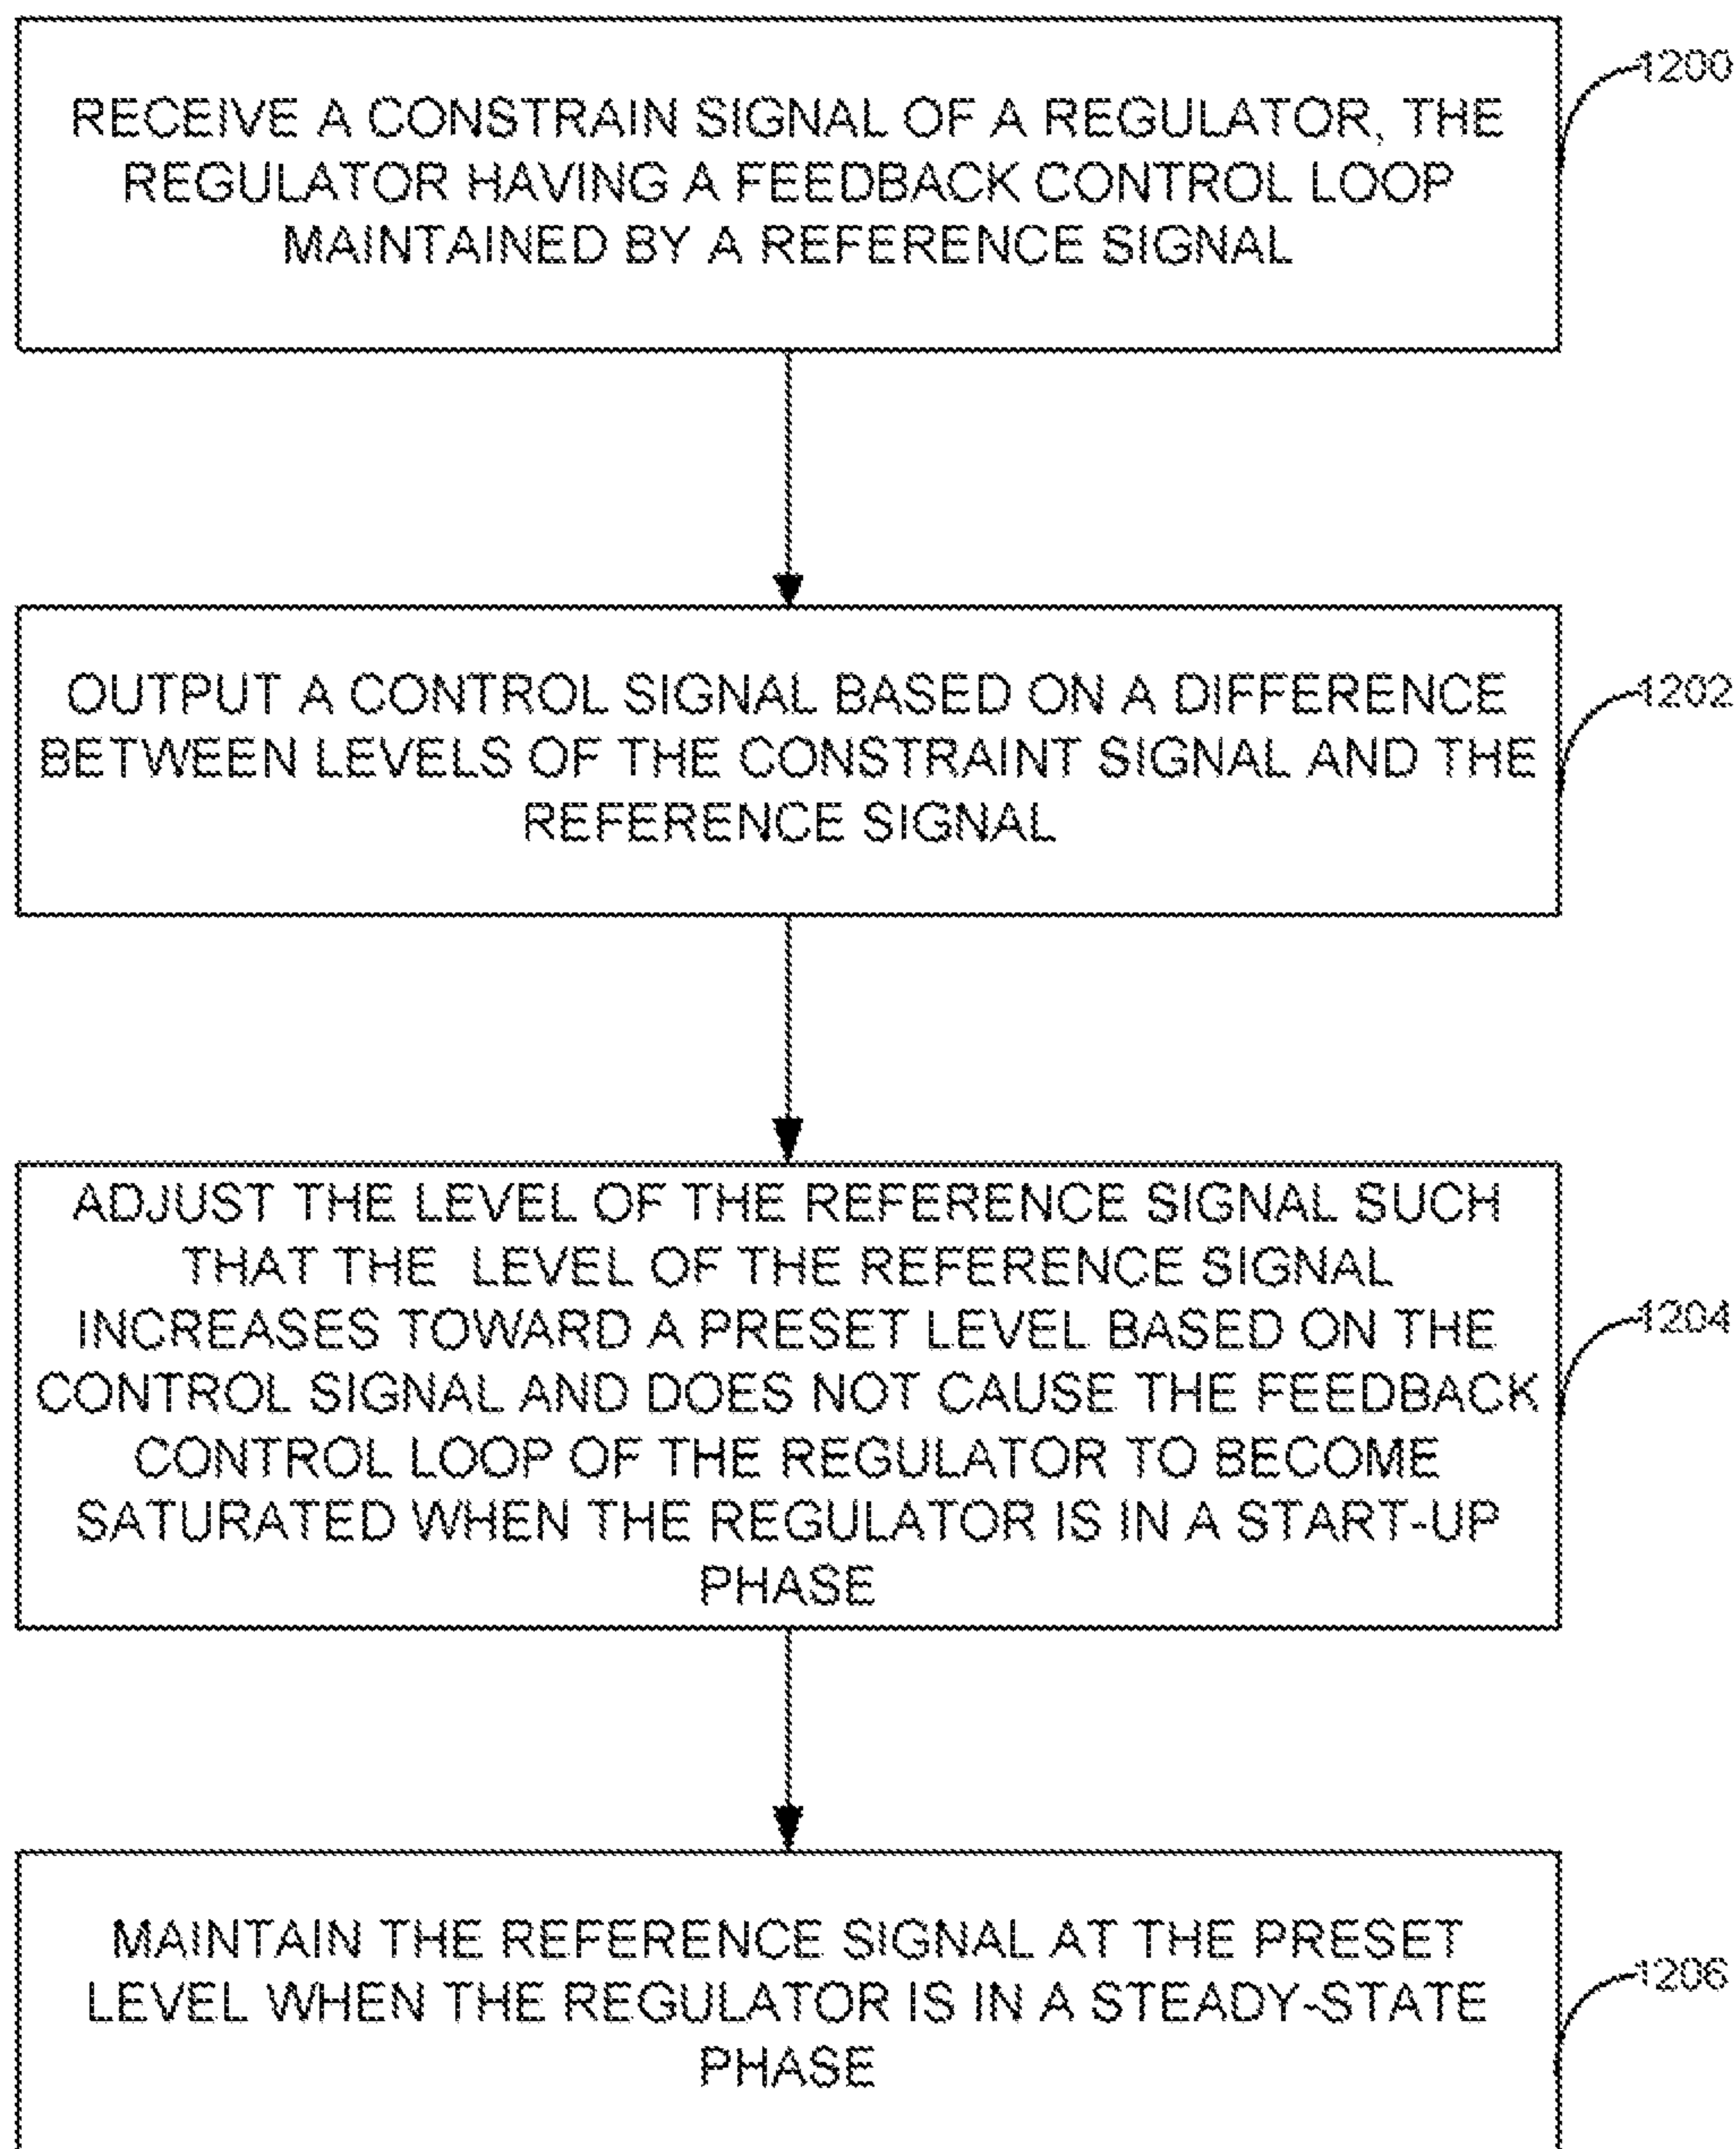 RECEIVE A CONSTRAIN SIGNAL OF A REGULATOR, THE
REGULATOR HAVING A FEEDBACK CONTROL LOOP
MAINTAINED BY A REFERENCE SIGNAL
1200
OUTPUT A CONTROL SIGNAL BASED ON A DIFFERENCE
BETWEEN LEVELS OF THE CONSTRAINT SIGNAL AND THE
REFERENCE SIGNAL
1202
ADJUST THE LEVEL OF THE REFERENCE SIGNAL SUCH
THAT THE LEVEL OF THE REFERENCE SIGNAL
INCREASES TOWARD A PRESET LEVEL BASED ON THE
CONTROL SIGNAL AND DOES NOT CAUSE THE FEEDBACK
CONTROL LOOP OF THE REGULATOR TO BECOME
SATURATED WHEN THE REGULATOR IS IN A START-UP
PHASE
1204
MAINTAIN THE REFERENCE SIGNAL AT THE PRESET
LEVEL WHEN THE REGULATOR IS IN A STEADY-STATE
PHASE
1206